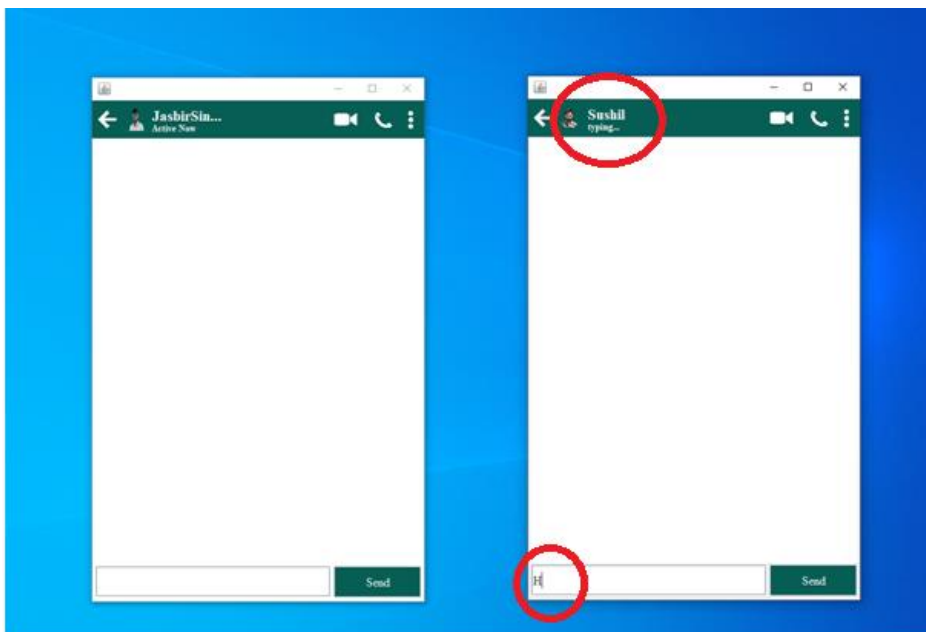 JasbirSin...
Active Now
Send
Sushil
typing...
H
Send